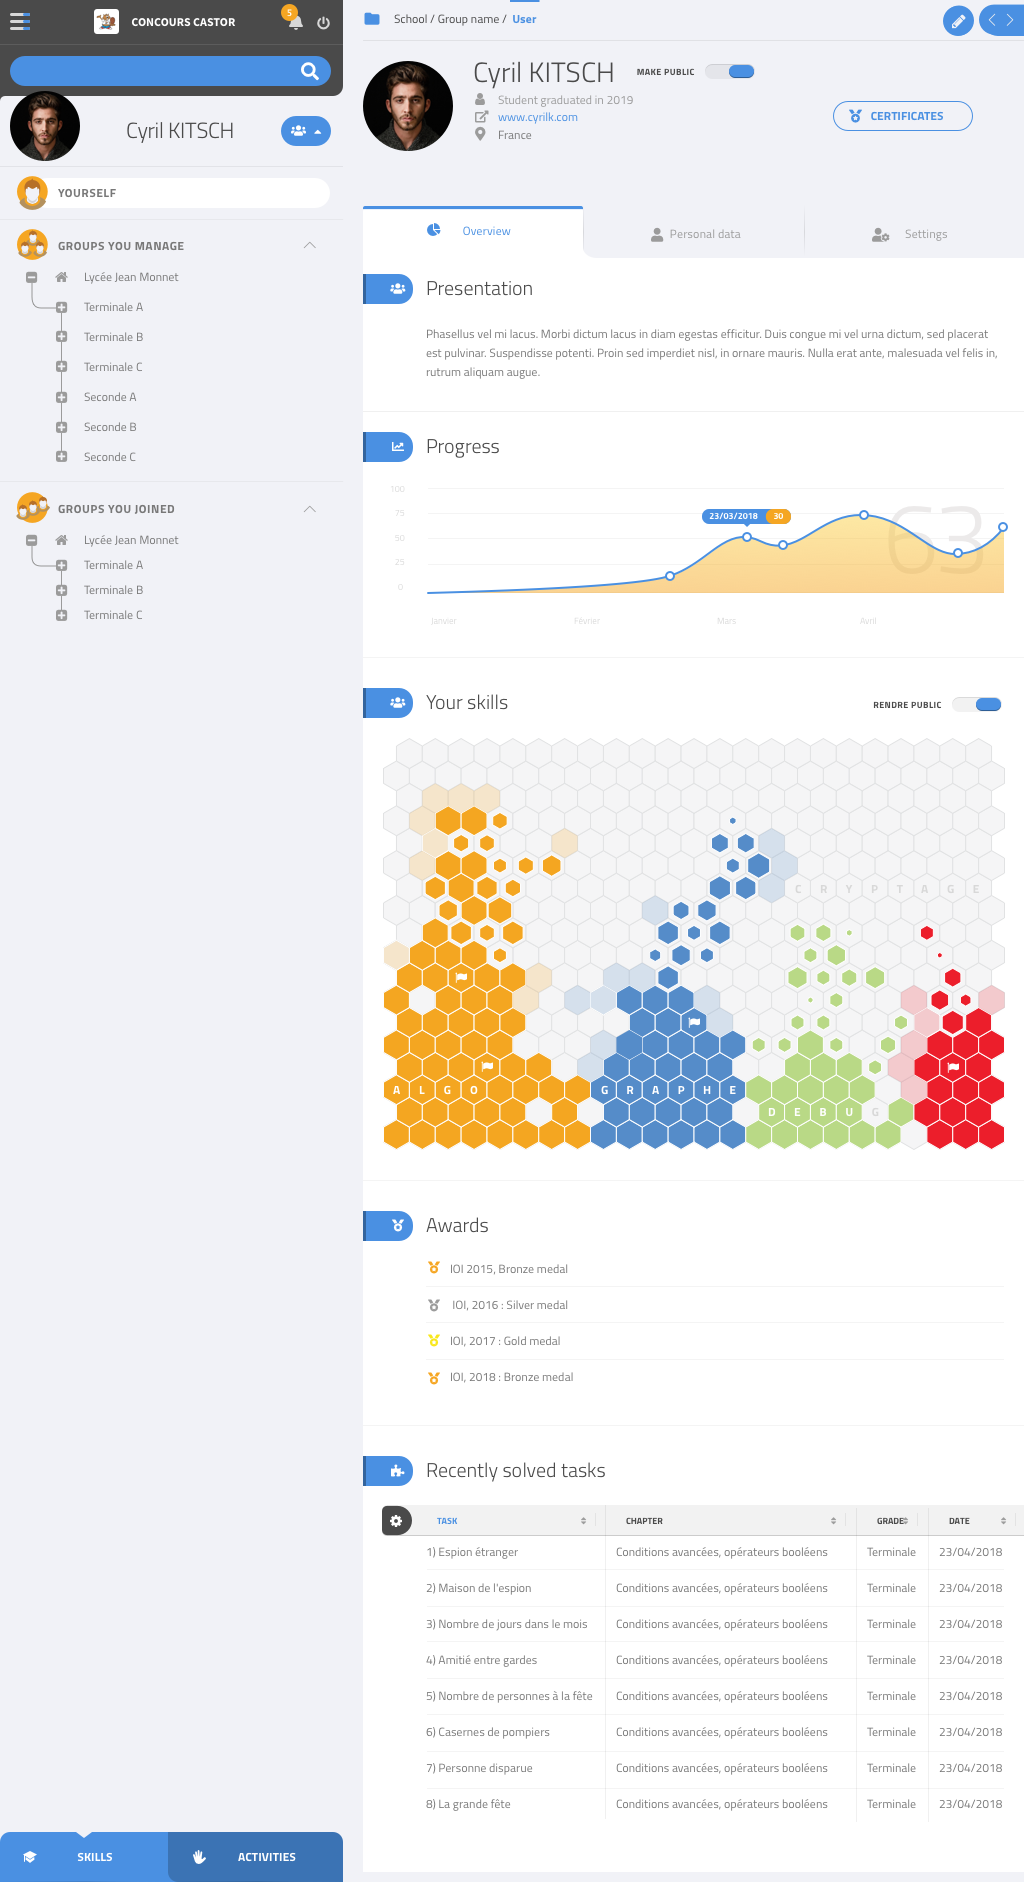 CONCOURS CASTOR
5
Cyril KITSCH
YOURSELF
GROUPS YOU MANAGE
Lycée Jean Monnet
Terminale A
Terminale B
Terminale C
Seconde A
Seconde B
Seconde C
GROUPS YOU JOINED
Lycée Jean Monnet
Terminale A
Terminale B
Terminale C
SKILLS
ACTIVITIES
School / Group name / User
Cyril KITSCH
MAKE PUBLIC
Student graduated in 2019
www.cyrilk.com
France
CERTIFICATES
Overview
Personal data
Settings
Presentation
Phasellus vel mi lacus. Morbi dictum lacus in diam egestas efficitur. Duis congue mi vel urna dictum, sed placerat
est pulvinar. Suspendisse potenti. Proin sed imperdiet nisl, in ornare mauris. Nulla erat ante, malesuada vel felis in,
rutrum aliquam augue.
Progress
100
75
50
25
0
23/03/2018 30
63
Janvier Février Mars Avril
Your skills
RENDRE PUBLIC
CRYPTAGE
ALGO
GRAPHE
DEBUG
Awards
IOI 2015, Bronze medal
IOI, 2016 : Silver medal
IOI, 2017 : Gold medal
IOI, 2018 : Bronze medal
Recently solved tasks
TASK CHAPTER GRADE DATE
1) Espion étranger Conditions avancées, opérateurs booléens Terminale 23/04/2018
2) Maison de l'espion Conditions avancées, opérateurs booléens Terminale 23/04/2018
3) Nombre de jours dans le mois Conditions avancées, opérateurs booléens Terminale 23/04/2018
4) Amitié entre gardes Conditions avancées, opérateurs booléens Terminale 23/04/2018
5) Nombre de personnes à la fête Conditions avancées, opérateurs booléens Terminale 23/04/2018
6) Casernes de pompiers Conditions avancées, opérateurs booléens Terminale 23/04/2018
7) Personne disparue Conditions avancées, opérateurs booléens Terminale 23/04/2018
8) La grande fête Conditions avancées, opérateurs booléens Terminale 23/04/2018